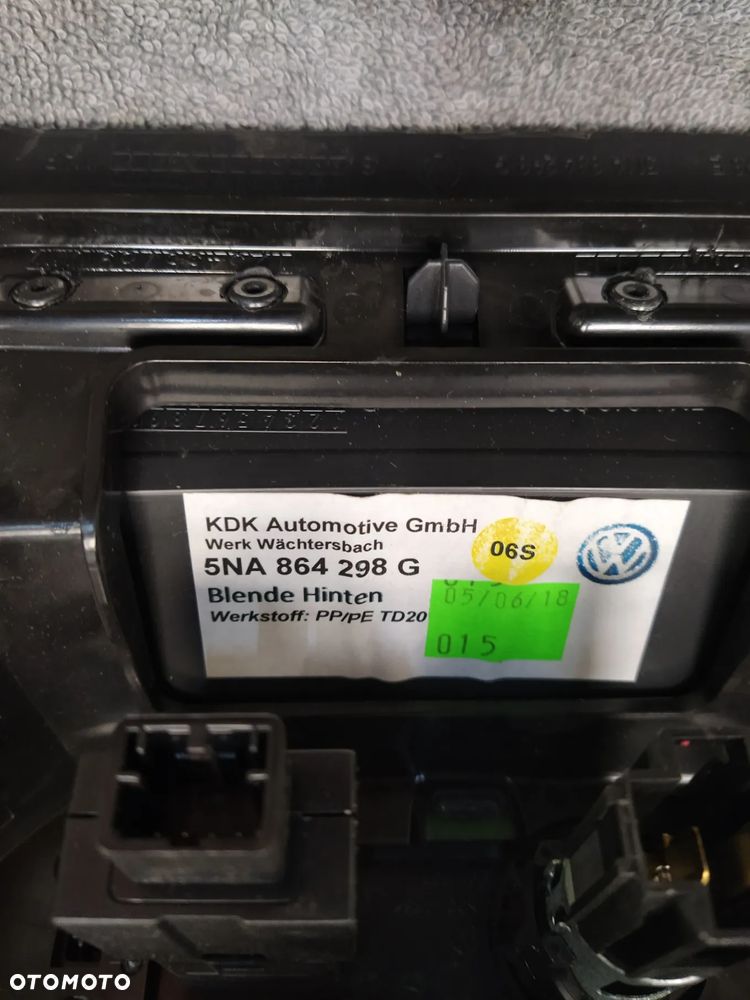 KDK Automotive GmbH
Werk Wächtersbach
06S
5NA 864 298 G
Blende Hinten
05/06/18
Werkstoff: PP/PE TD20
015
OTOMOTO